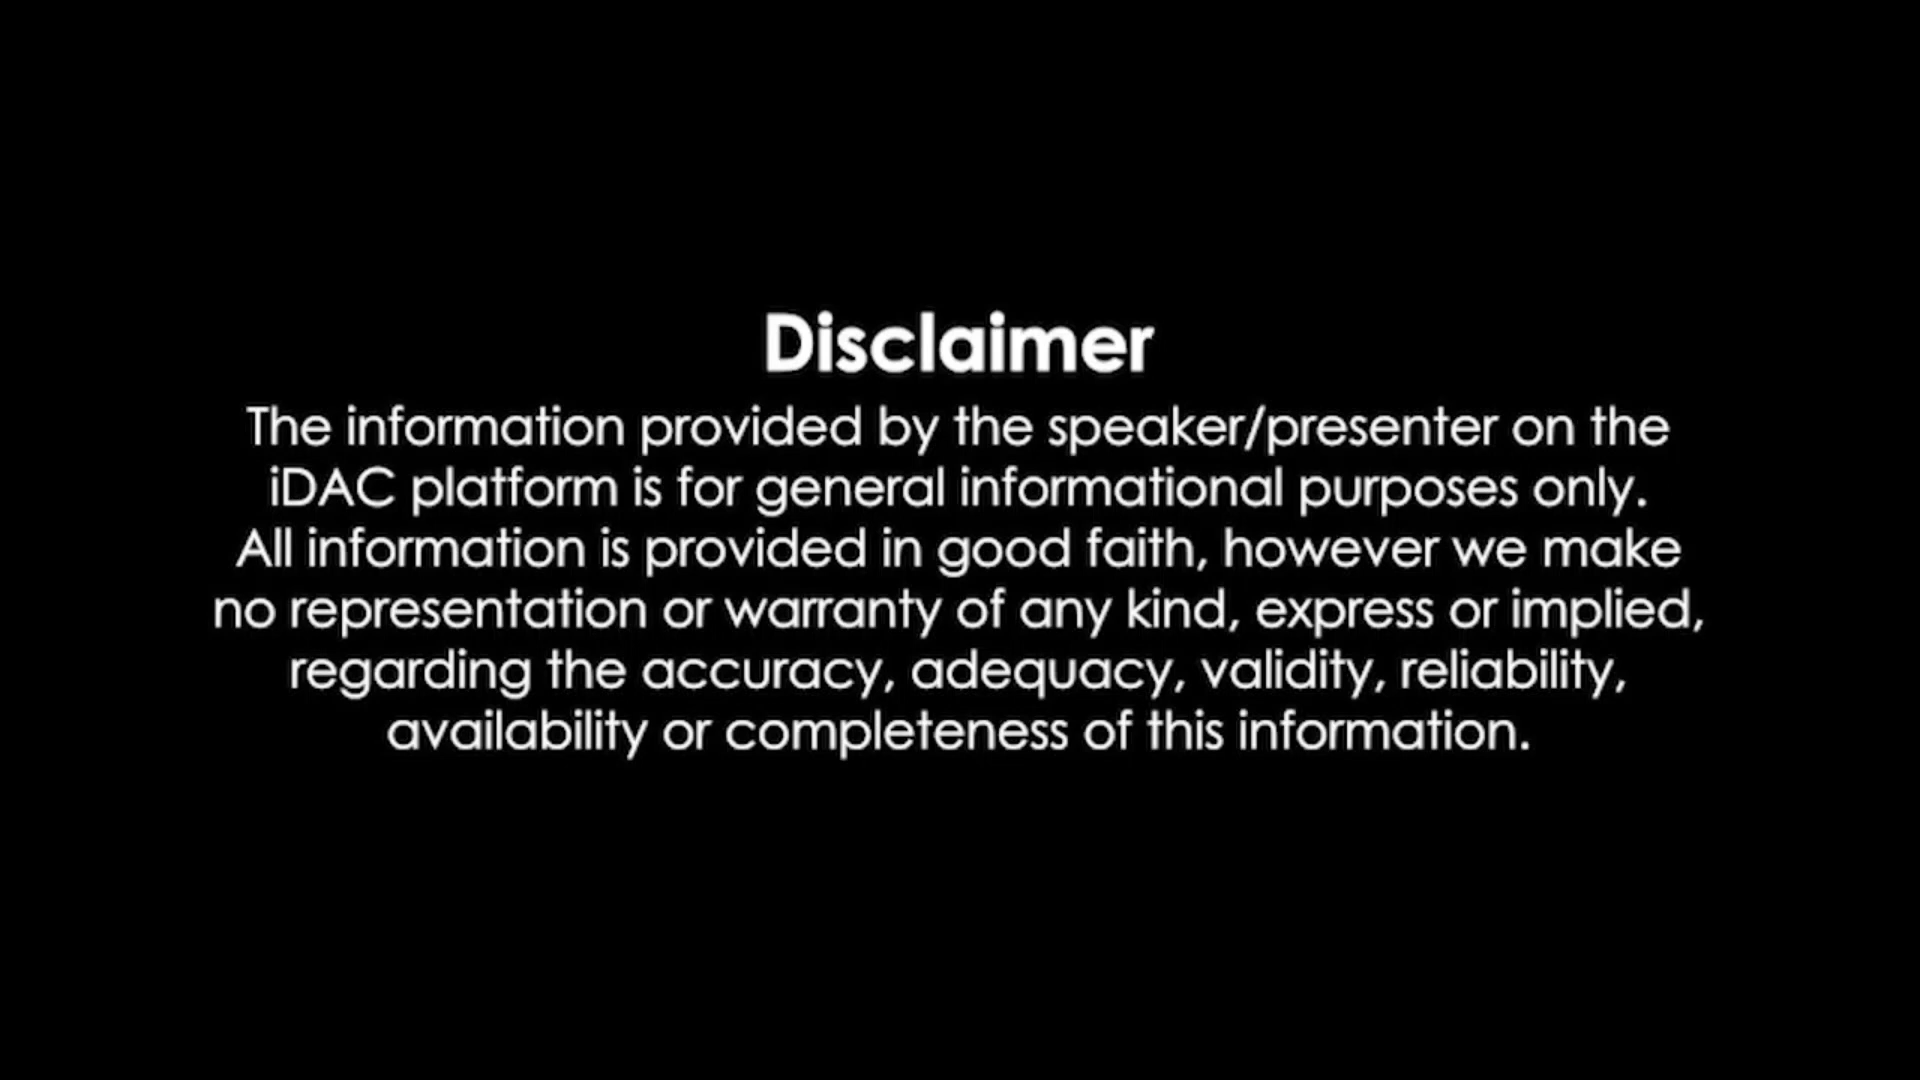 Disclaimer
The information provided by the speaker/presenter on the
iDAC platform is for general informational purposes only.
All information is provided in good faith, however we make
no representation or warranty of any kind, express or implied,
regarding the accuracy, adequacy, validity, reliability,
availability or completeness of this information.